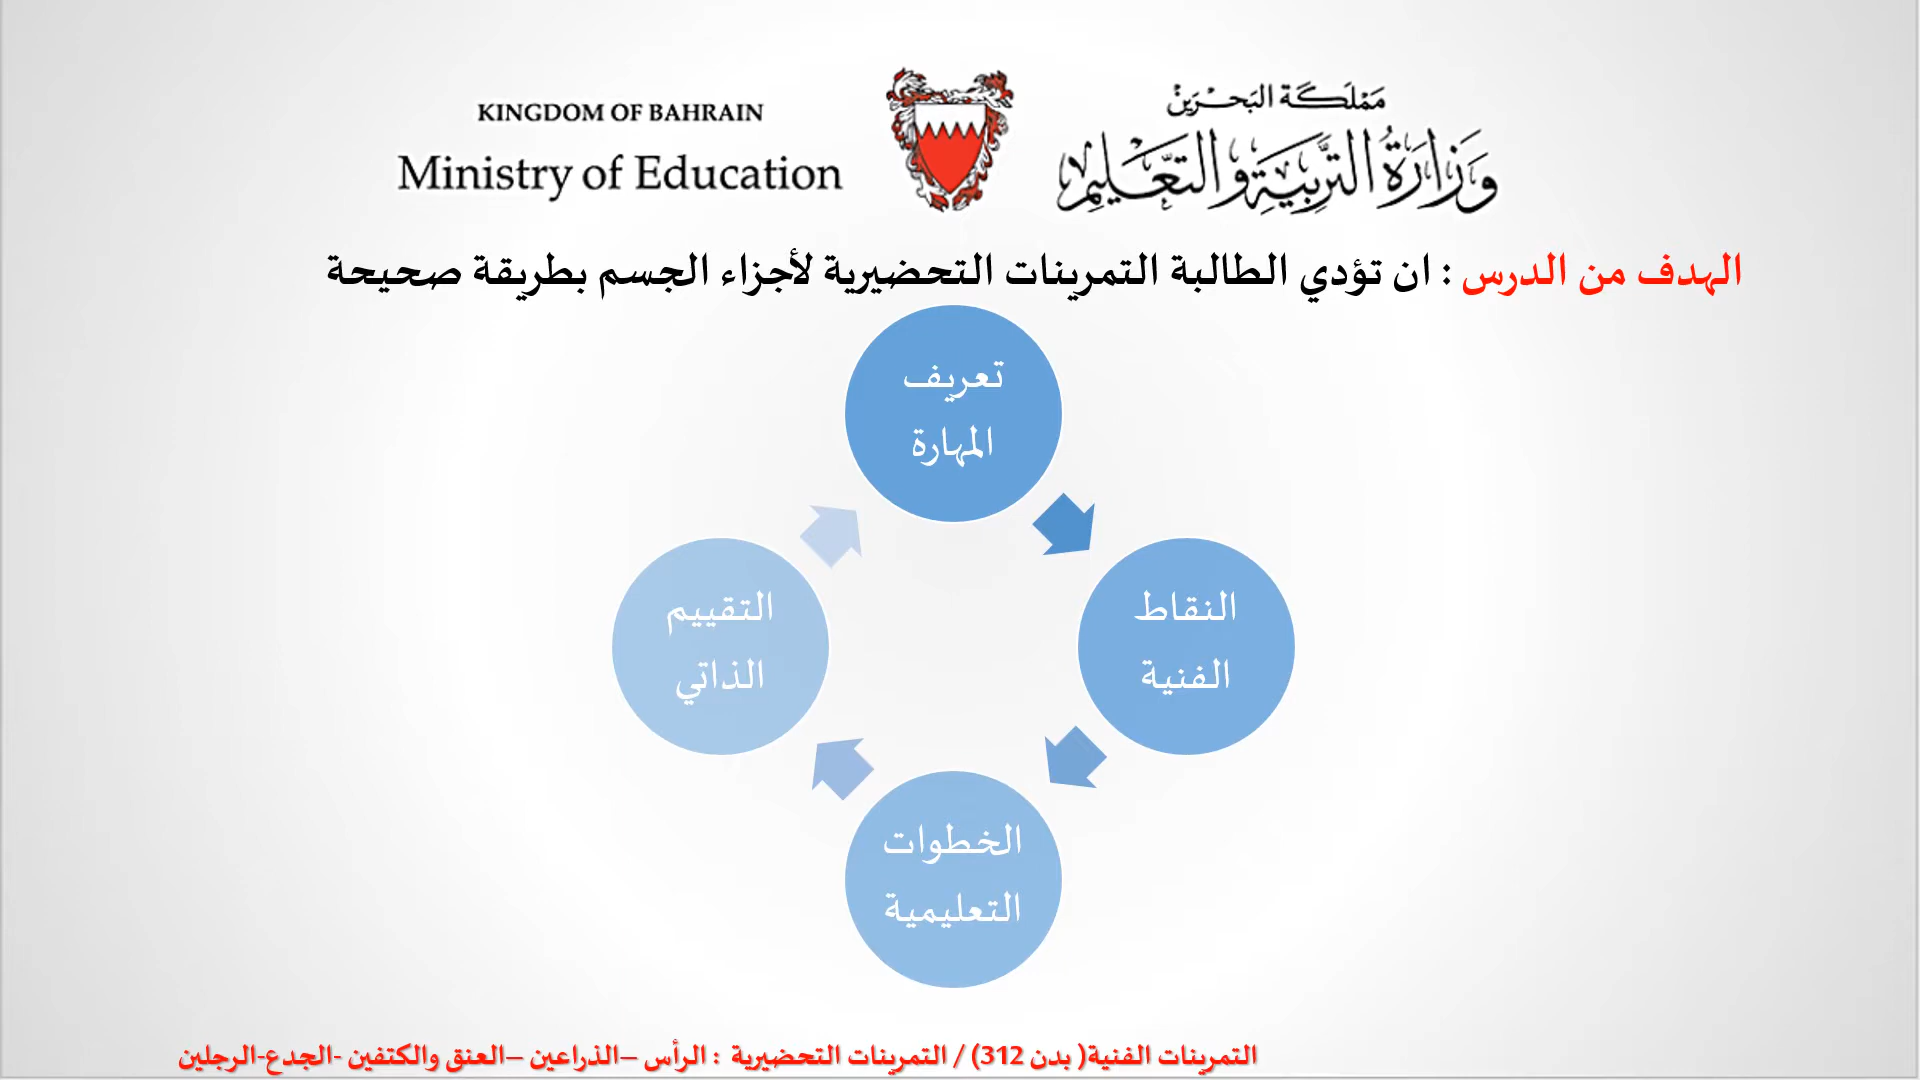 KINGDOM OF BAHRAIN
Ministry of Education
مملكة البحرين
وزارة التربية والتعليم
الهدف من الدرس : ان تؤدي الطالبة التمرينات التحضيرية لأجزاء الجسم بطريقة صحيحة
تعريف
المهارة
النقاط
الفنية
الخطوات
التعليمية
التقييم
الذاتي
التمرينات الفنية( بدن 312) / التمرينات التحضيرية : الرأس –الذراعين –العنق والكتفين -الجدع-الرجلين